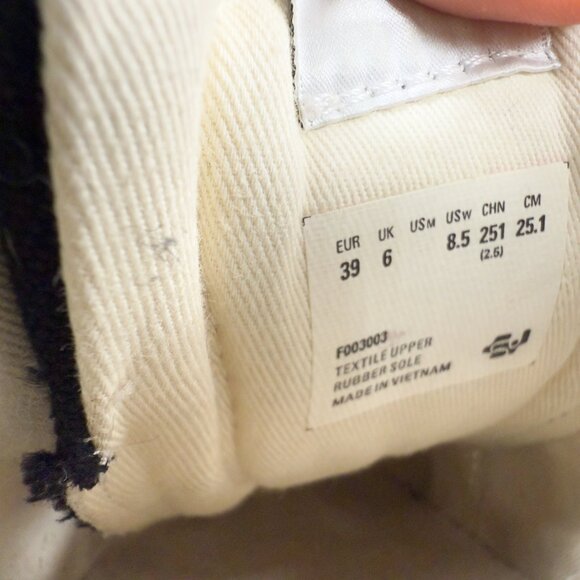 EUR UK USM USW CHN CM
39 6 8.5 251 25.1
(2.5)
F003003
TEXTILE UPPER
RUBBER SOLE
MADE IN VIETNAM